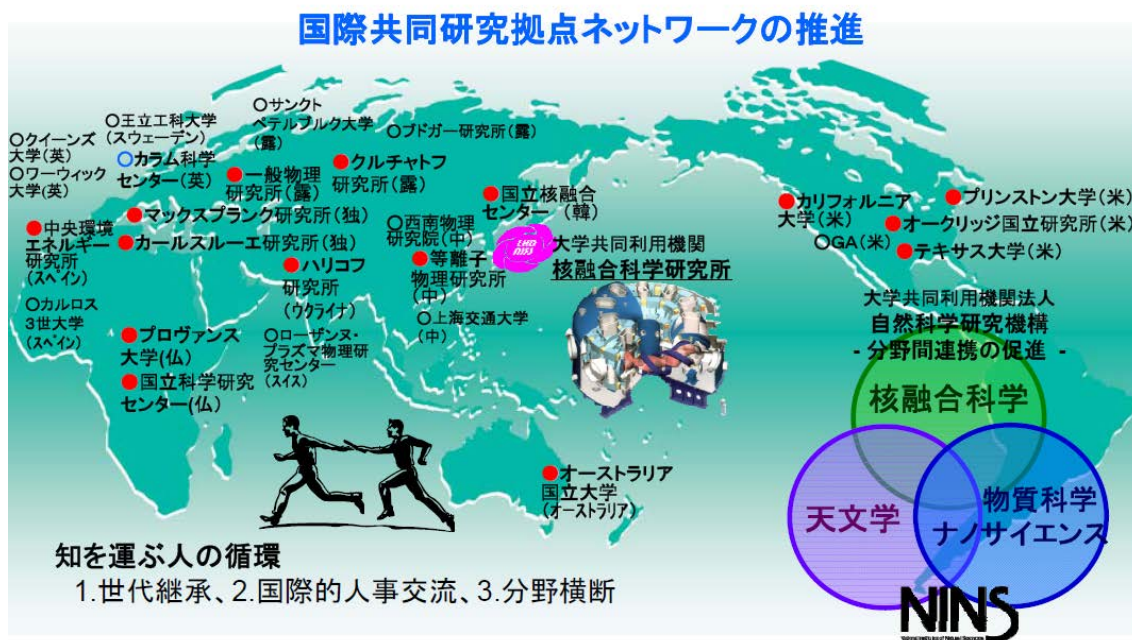 国際共同研究拠点ネットワークの推進
○クイーンズ
大学(英)
○ワーウィック
大学(英)
○王立工科大学
(スウェーデン)
○カラム科学
センター(英)
○サンクト
ペテルブルク大学
(露)
○ブドガー研究所(露)
●一般物理
研究所(露)
●クルチャトフ
研究所(露)
●マックスプランク研究所(独)
●カールスルーエ研究所(独)
●中央環境
エネルギー
研究所
(スペイン)
○カルロス
3世大学
(スペイン)
●プロヴァンス
大学(仏)
●国立科学研究
センター(仏)
●ハリコフ
研究所
(ウクライナ)
○ローザンヌ・
プラズマ物理研
究センター
(スイス)
●国立核融合
センター (韓)
○西南物理
研究院(中)
●等離子
物理研究所
(中)
○上海交通大学
(中)
LHD
大学共同利用機関
核融合科学研究所
●オーストラリア
国立大学
(オーストラリア)
●カリフォルニア
大学(米)
●プリンストン大学(米)
●オークリッジ国立研究所(米)
○GA(米)
●テキサス大学(米)
大学共同利用機関法人
自然科学研究機構
- 分野間連携の促進 -
核融合科学
天文学
物質科学
ナノサイエンス
NINS
知を運ぶ人の循環
1.世代継承、2.国際的人事交流、3.分野横断